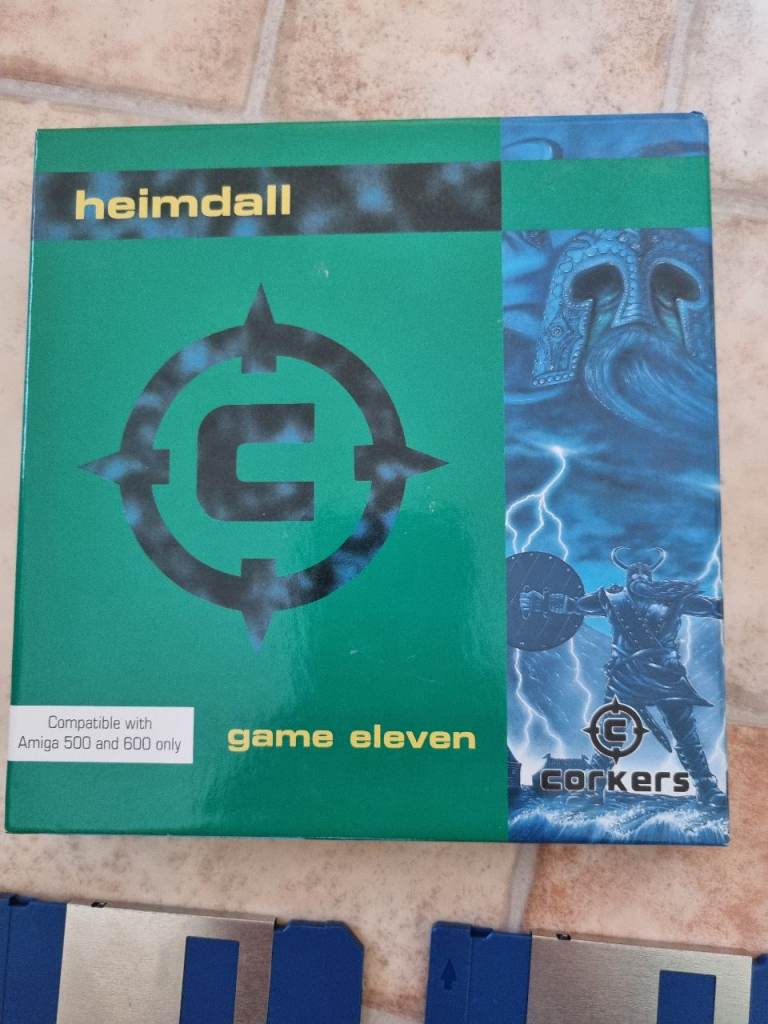 heimdall
C
Compatible with
Amiga 500 and 600 only
game eleven
C
corkers